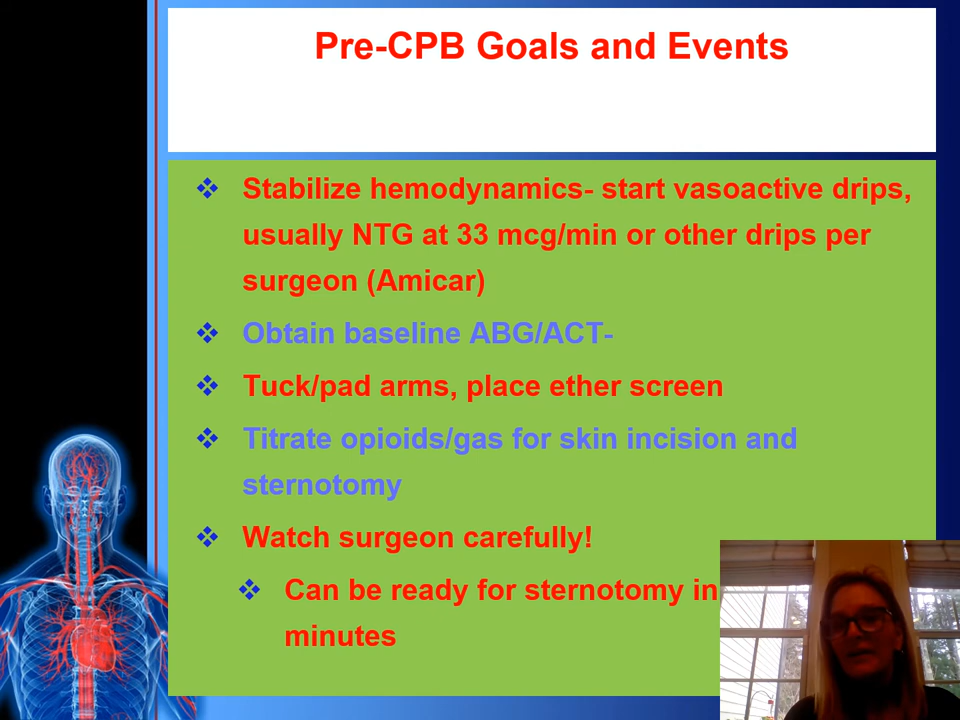 Pre-CPB Goals and Events
❖ Stabilize hemodynamics- start vasoactive drips,
usually NTG at 33 mcg/min or other drips per
surgeon (Amicar)
❖ Obtain baseline ABG/ACT-
❖ Tuck/pad arms, place ether screen
❖ Titrate opioids/gas for skin incision and
sternotomy
❖ Watch surgeon carefully!
❖ Can be ready for sternotomy in
minutes